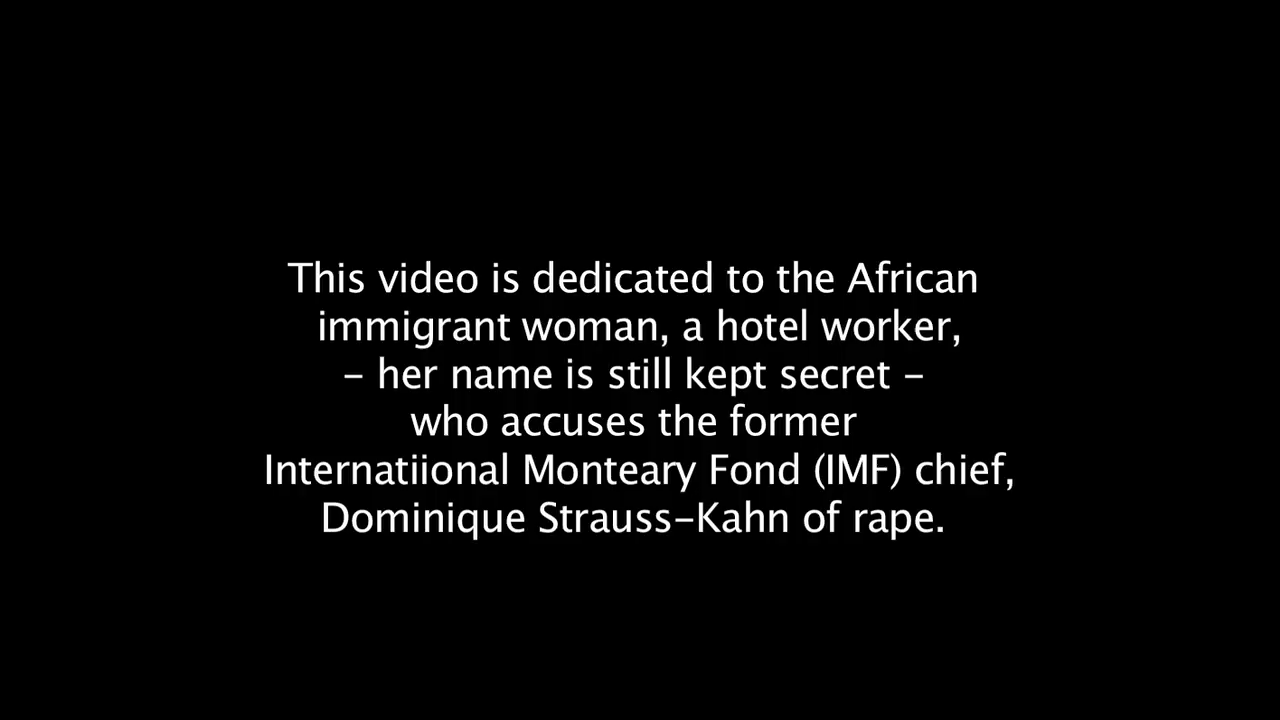 This video is dedicated to the African
immigrant woman, a hotel worker,
- her name is still kept secret -
who accuses the former
Internatiional Monteary Fond (IMF) chief,
Dominique Strauss-Kahn of rape.